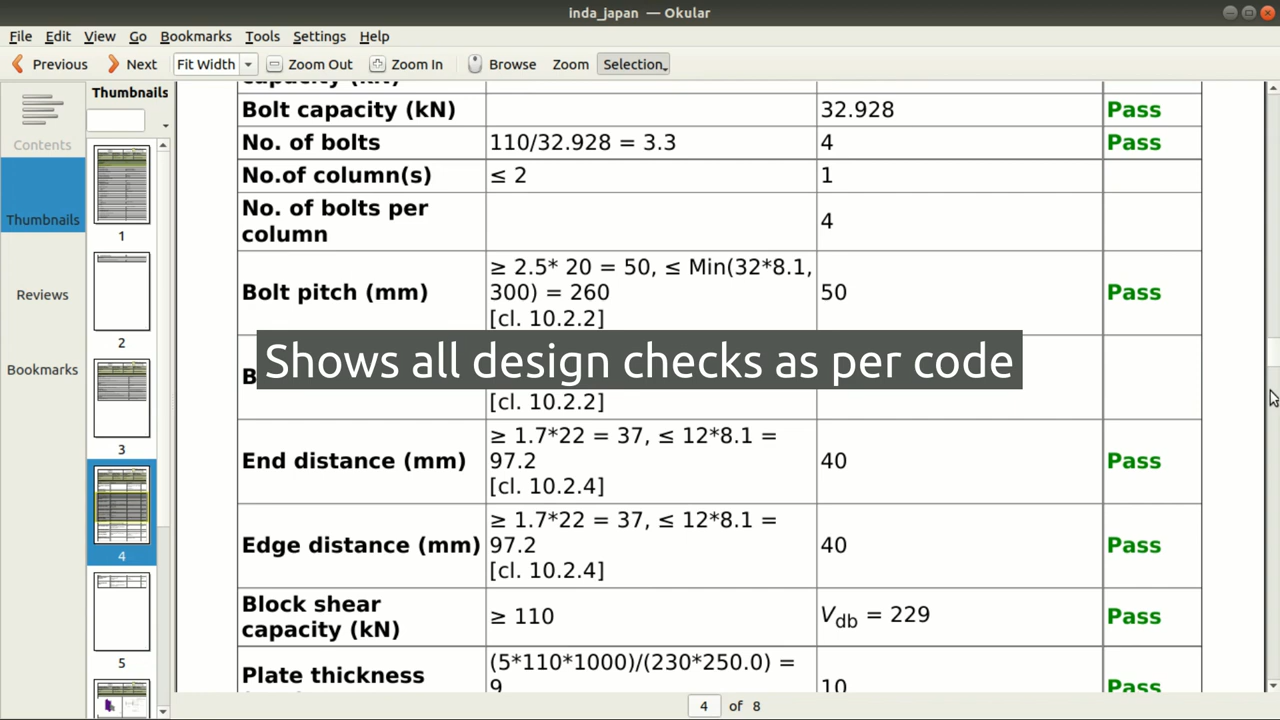 inda_japan — Okular
File Edit View Go Bookmarks Tools Settings Help
Previous Next Fit Width Zoom Out Zoom In Browse Zoom Selection
Contents
Thumbnails
Reviews
Bookmarks
Thumbnails
1
2
3
4
5
Bolt capacity (kN) 32.928 Pass
No. of bolts 110/32.928 = 3.3 4 Pass
No.of column(s) ≤ 2 1
No. of bolts per
column 4
Bolt pitch (mm) ≥ 2.5* 20 = 50, ≤ Min(32*8.1,
300) = 260
[cl. 10.2.2] 50 Pass
Shows all design checks as per code
[cl. 10.2.2]
End distance (mm) ≥ 1.7*22 = 37, ≤ 12*8.1 =
97.2
[cl. 10.2.4] 40 Pass
Edge distance (mm) ≥ 1.7*22 = 37, ≤ 12*8.1 =
97.2
[cl. 10.2.4] 40 Pass
Block shear
capacity (kN) ≥ 110 Vdb = 229 Pass
Plate thickness (5*110*1000)/(230*250.0) =
9 10 Pass
4 of 8